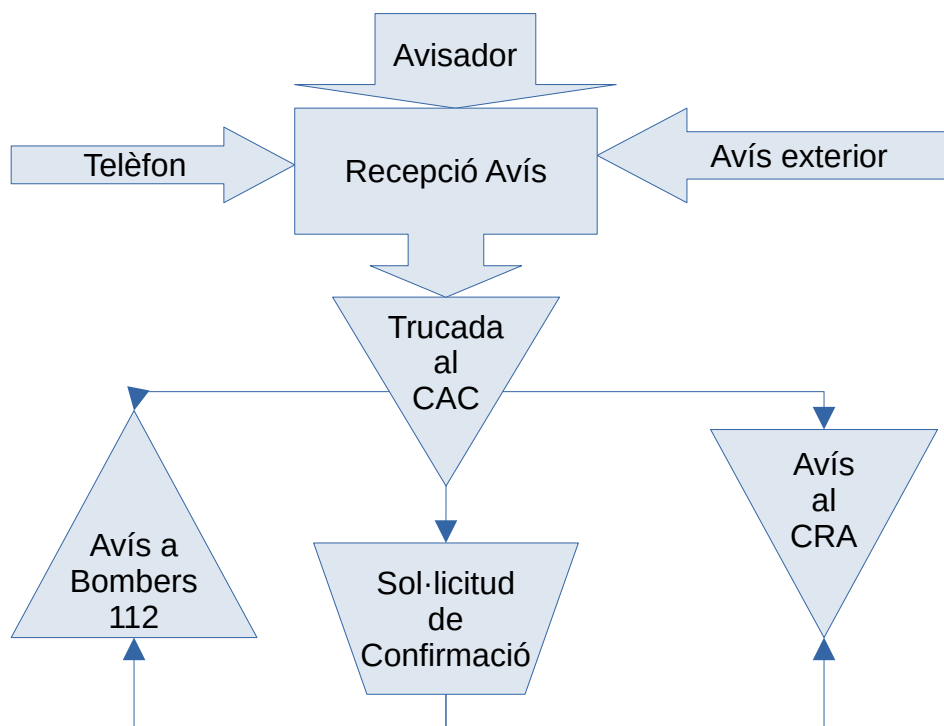 Avisador
Telèfon
Recepció Avís
Avís exterior
Trucada
al
CAC
Avís a
Bombers
112
Sol·licitud
de
Confirmació
Avís
al
CRA